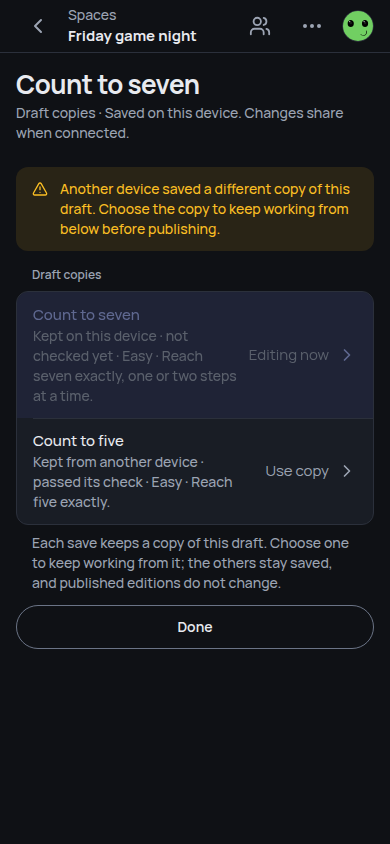 Spaces
Friday game night
Count to seven
Draft copies · Saved on this device. Changes share
when connected.
Another device saved a different copy of this
draft. Choose the copy to keep working from
below before publishing.
Draft copies
Count to seven
Kept on this device · not
checked yet · Easy · Reach
seven exactly, one or two steps
at a time.
Editing now
Count to five
Kept from another device ·
passed its check · Easy · Reach
five exactly.
Use copy
Each save keeps a copy of this draft. Choose one
to keep working from it; the others stay saved,
and published editions do not change.
Done